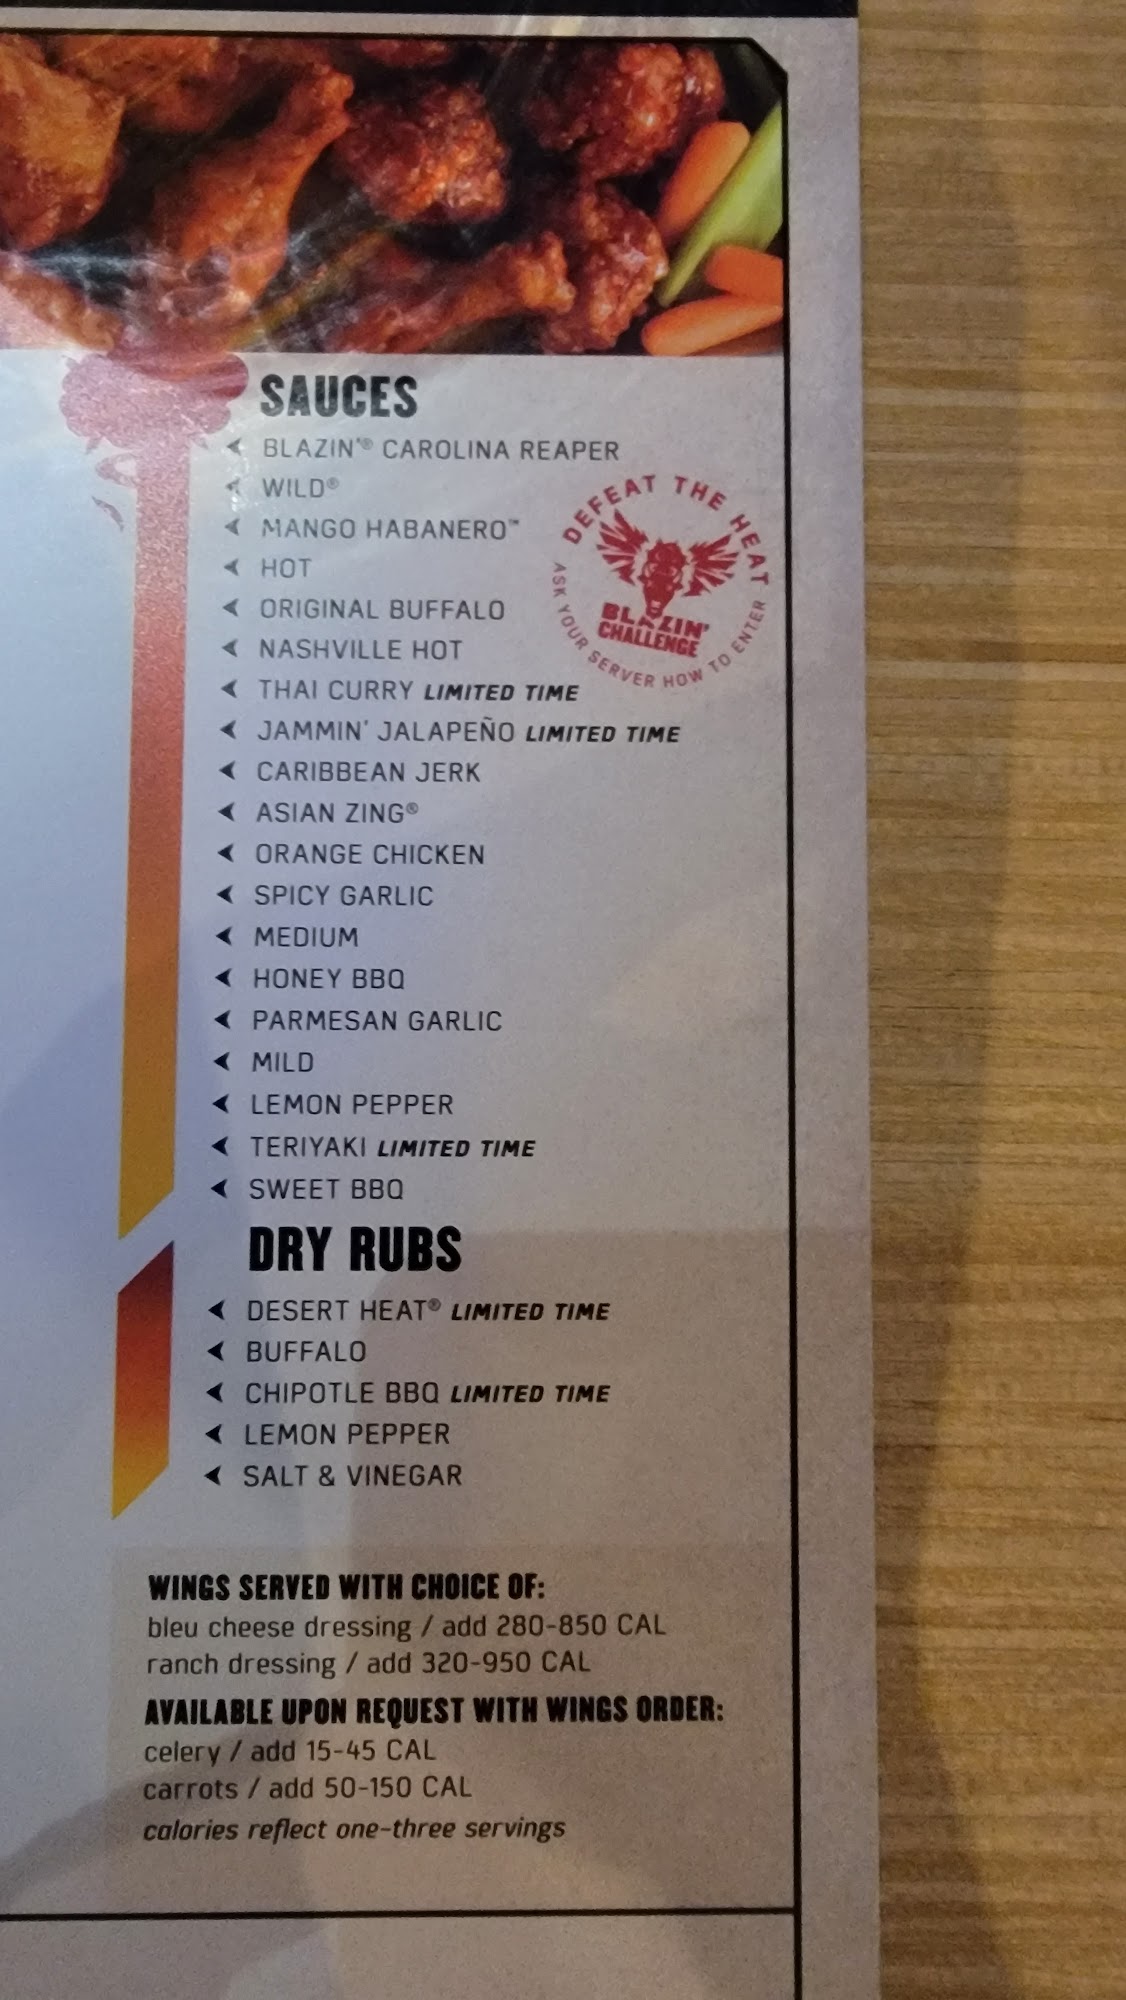 SAUCES
BLAZIN'® CAROLINA REAPER
WILD®
MANGO HABANERO™
HOT
ORIGINAL BUFFALO
NASHVILLE HOT
THAI CURRY LIMITED TIME
JAMMIN' JALAPEÑO LIMITED TIME
CARIBBEAN JERK
ASIAN ZING®
ORANGE CHICKEN
SPICY GARLIC
MEDIUM
HONEY BBQ
PARMESAN GARLIC
MILD
LEMON PEPPER
TERIYAKI LIMITED TIME
SWEET BBQ
DEFEAT THE HEAT
BLAZIN'
CHALLENGE
ASK YOUR SERVER HOW TO ENTER
DRY RUBS
DESERT HEAT® LIMITED TIME
BUFFALO
CHIPOTLE BBQ LIMITED TIME
LEMON PEPPER
SALT & VINEGAR
WINGS SERVED WITH CHOICE OF:
bleu cheese dressing / add 280-850 CAL
ranch dressing / add 320-950 CAL
AVAILABLE UPON REQUEST WITH WINGS ORDER:
celery / add 15-45 CAL
carrots / add 50-150 CAL
calories reflect one-three servings